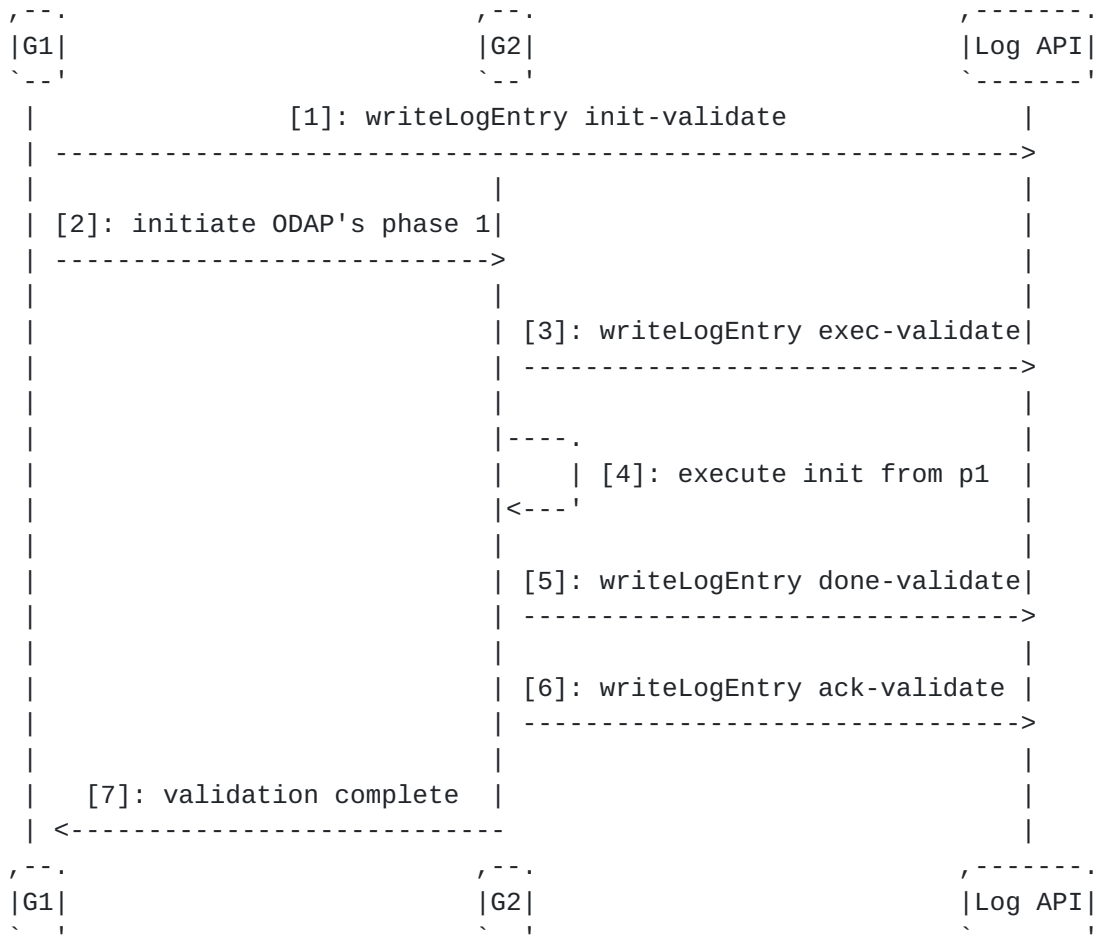 G1 G2 Log API
[1]: writeLogEntry init-validate
[2]: initiate ODAP's phase 1
[3]: writeLogEntry exec-validate
[4]: execute init from p1
[5]: writeLogEntry done-validate
[6]: writeLogEntry ack-validate
[7]: validation complete
G1 G2 Log API